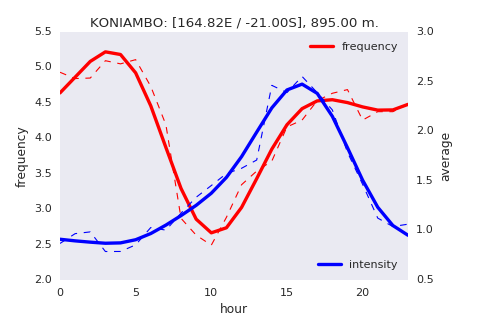 KONIAMBO: [164.82E / -21.00S], 895.00 m.
5.5
5.0
4.5
4.0
3.5
3.0
2.5
2.0
frequency
3.0
2.5
2.0
1.5
1.0
0.5
average
frequency
intensity
0 5 10 15 20
hour